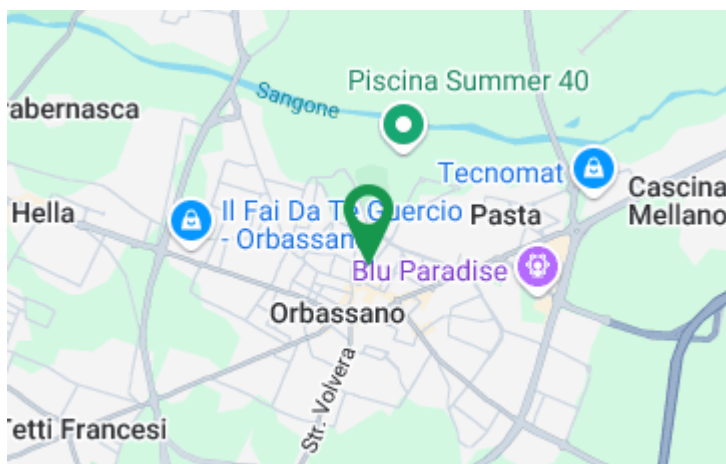 Piscina Summer 40
Sangone
rabernasca
Tecnomat
Cascina
Mellano
Hella
Il Fai Da Te Guercio
- Orbassano
Pasta
Blu Paradise
Orbassano
Str. Volvera
Tetti Francesi